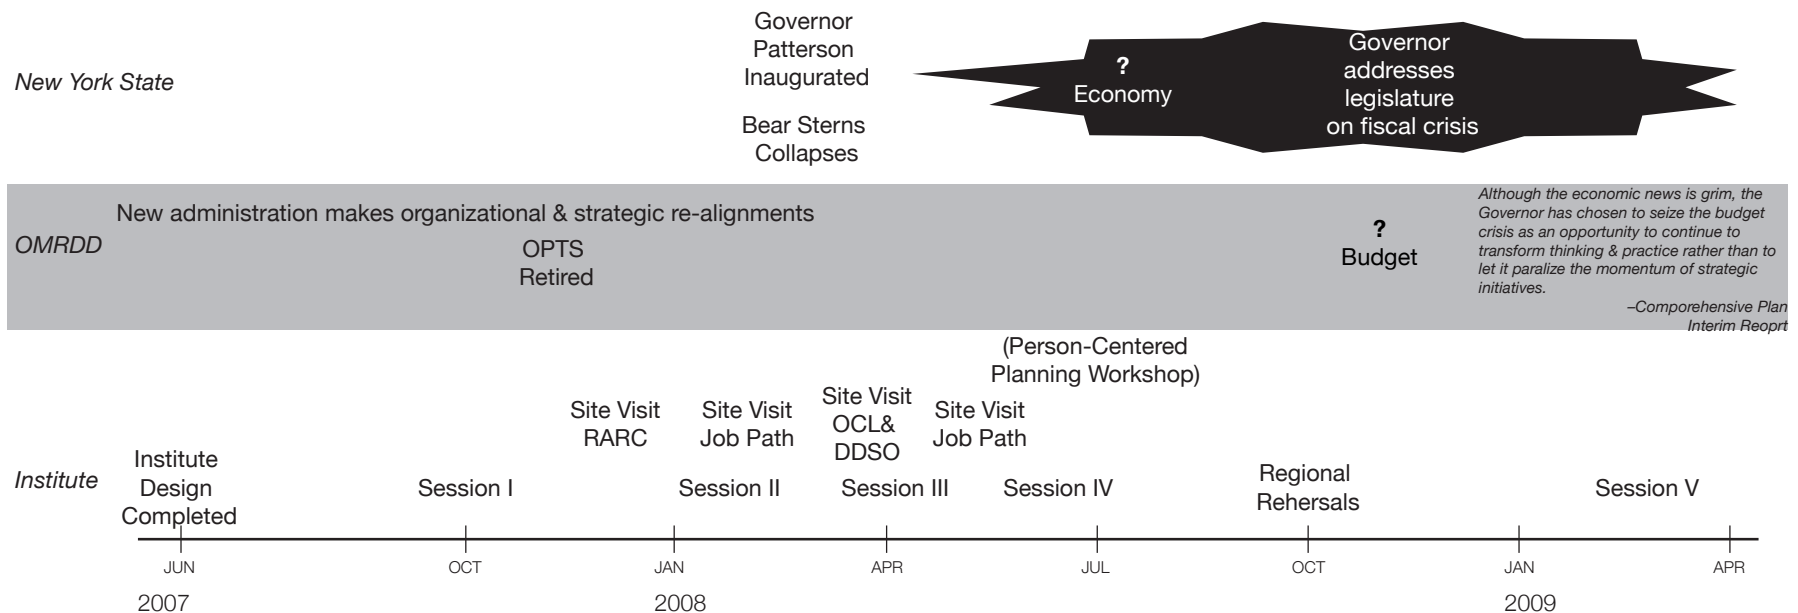 Governor
Patterson
Inaugurated
Bear Sterns
Collapses
New York State
?
Economy
Governor
addresses
legislature
on fiscal crisis
New administration makes organizational & strategic re-alignments
OMRDD
OPTS
Retired
?
Budget
Although the economic news is grim, the
Governor has chosen to seize the budget
crisis as an opportunity to continue to
transform thinking & practice rather than to
let it paralize the momentum of strategic
initiatives.
–Comporehensive Plan
Interim Reoprt
(Person-Centered
Planning Workshop)
Site Visit
RARC
Site Visit
Job Path
Site Visit
OCL&
DDSO
Site Visit
Job Path
Institute
Institute
Design
Completed
Session I
Session II
Session III
Session IV
Regional
Rehersals
Session V
JUN
OCT
JAN
APR
JUL
OCT
JAN
APR
2007
2008
2009